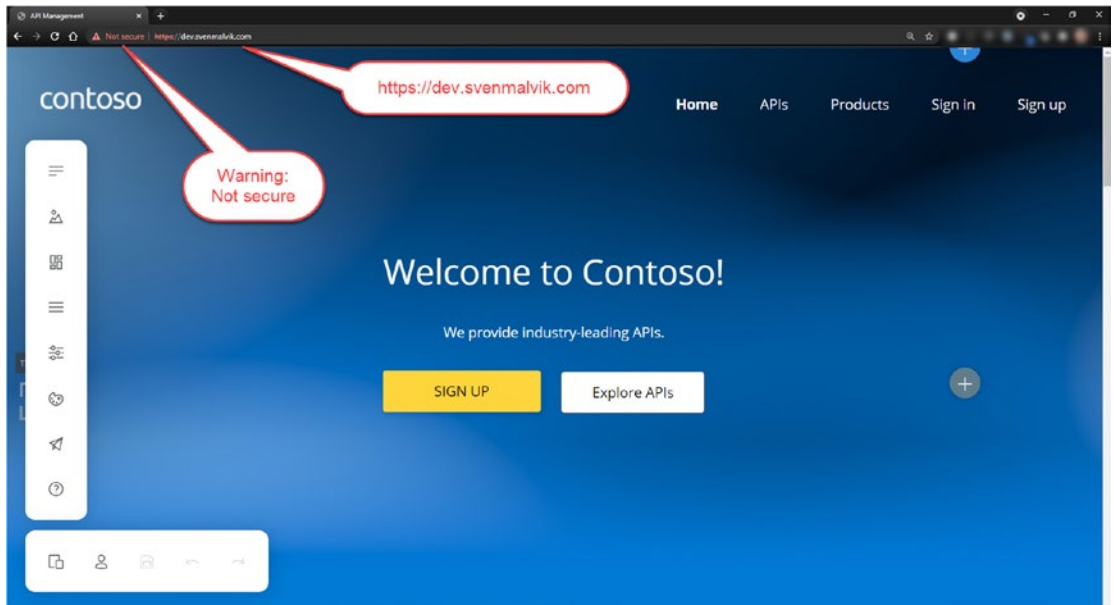 API Management
Not secure | https://dev.svenmalvik.com
https://dev.svenmalvik.com
contoso
Home APIs Products Sign in Sign up
Warning:
Not secure
Welcome to Contoso!
We provide industry-leading APIs.
SIGN UP Explore APIs